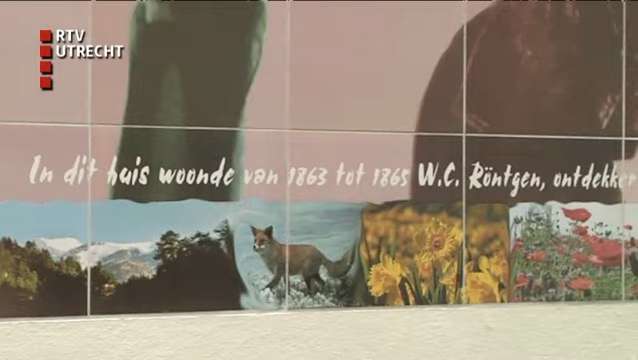 RTV
UTRECHT
In dit huis woonde van 1863 tot 1865 W.C. Röntgen, ontdekker